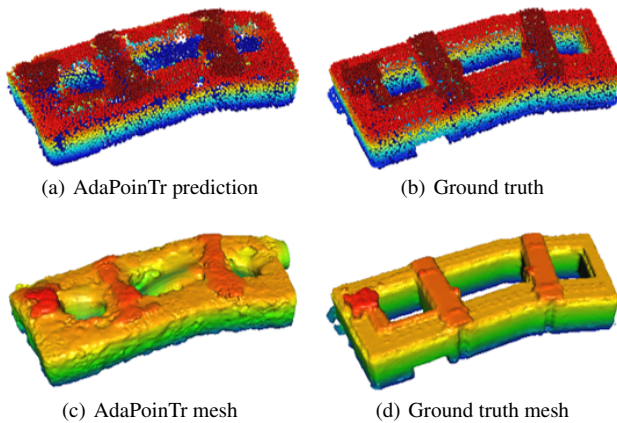 (a) AdaPoinTr prediction
(b) Ground truth
(c) AdaPoinTr mesh
(d) Ground truth mesh